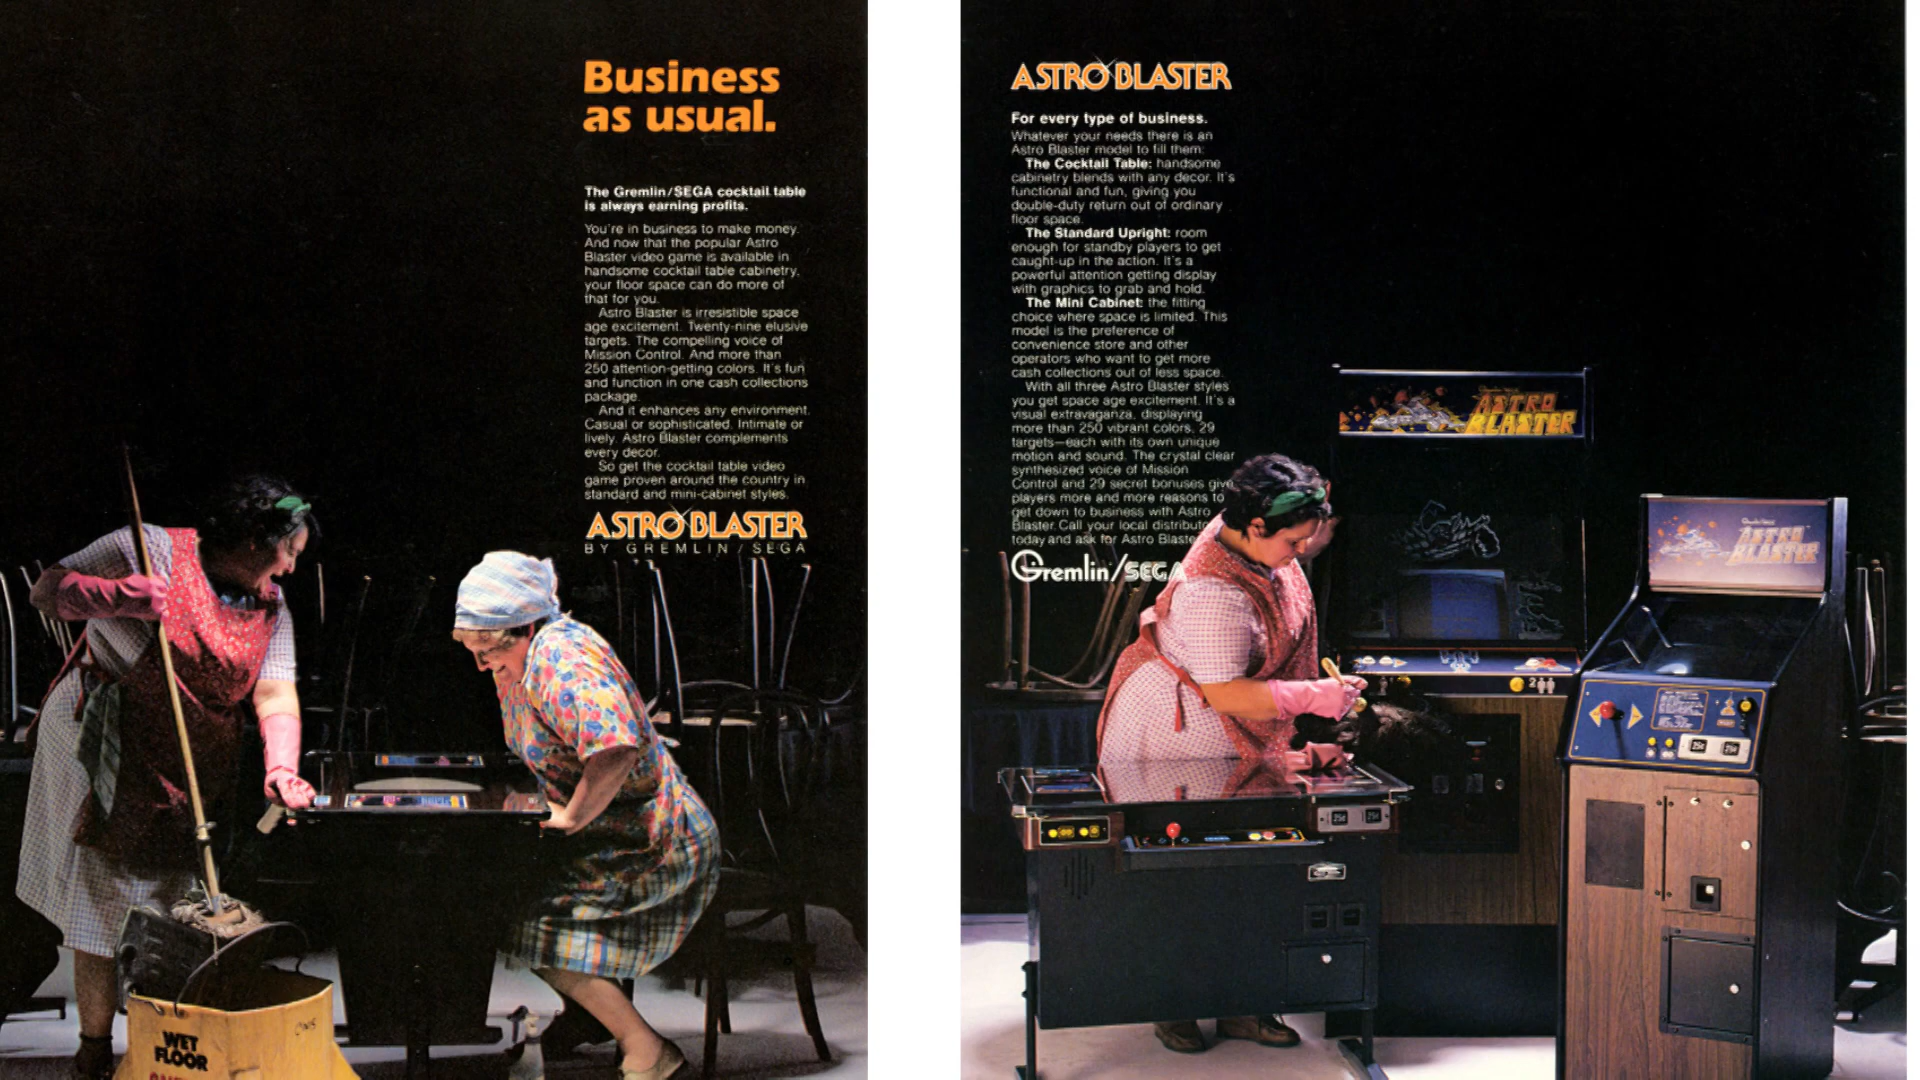 Business
as usual.
The Gremlin/SEGA cocktail table
is always earning profits.
You're in business to make money.
And now that the popular Astro
Blaster video game is available in
handsome cocktail table cabinetry,
your floor space can do more of
that for you.
Astro Blaster is irresistible space
age excitement. Twenty-nine elusive
targets. The compelling voice of
Mission Control. And more than
250 attention-getting colors. It's fun
and function in one cash collections
package.
And it enhances any environment.
Casual or sophisticated. Intimate or
lively. Astro Blaster complements
every decor.
So get the cocktail table video
game proven around the country in
standard and mini-cabinet styles.
ASTRO BLASTER
BY GREMLIN/SEGA
WET
FLOOR
ASTRO BLASTER
For every type of business.
Whatever your needs there is an
Astro Blaster model to fill them:
The Cocktail Table: handsome
cabinetry blends with any decor. It's
functional and fun, giving you
double-duty return out of ordinary
floor space.
The Standard Upright: room
enough for standby players to get
caught-up in the action. It's a
powerful attention getting display
with graphics to grab and hold.
The Mini Cabinet: the fitting
choice where space is limited. This
model is the preference of
convenience store and other
operators who want to get more
cash collections out of less space.
With all three Astro Blaster styles
you get space age excitement. It's a
visual extravaganza, displaying
more than 250 vibrant colors, 29
targets—each with its own unique
motion and sound. The crystal clear
synthesized voice of Mission
Control and 29 secret bonuses give
players more and more reasons to
get down to business with Astro
Blaster. Call your local distributo
today and ask for Astro Blaste
Gremlin/SEGA
ASTRO
BLASTER
2
ASTRO
BLASTER
25¢ 25¢
25¢ 25¢